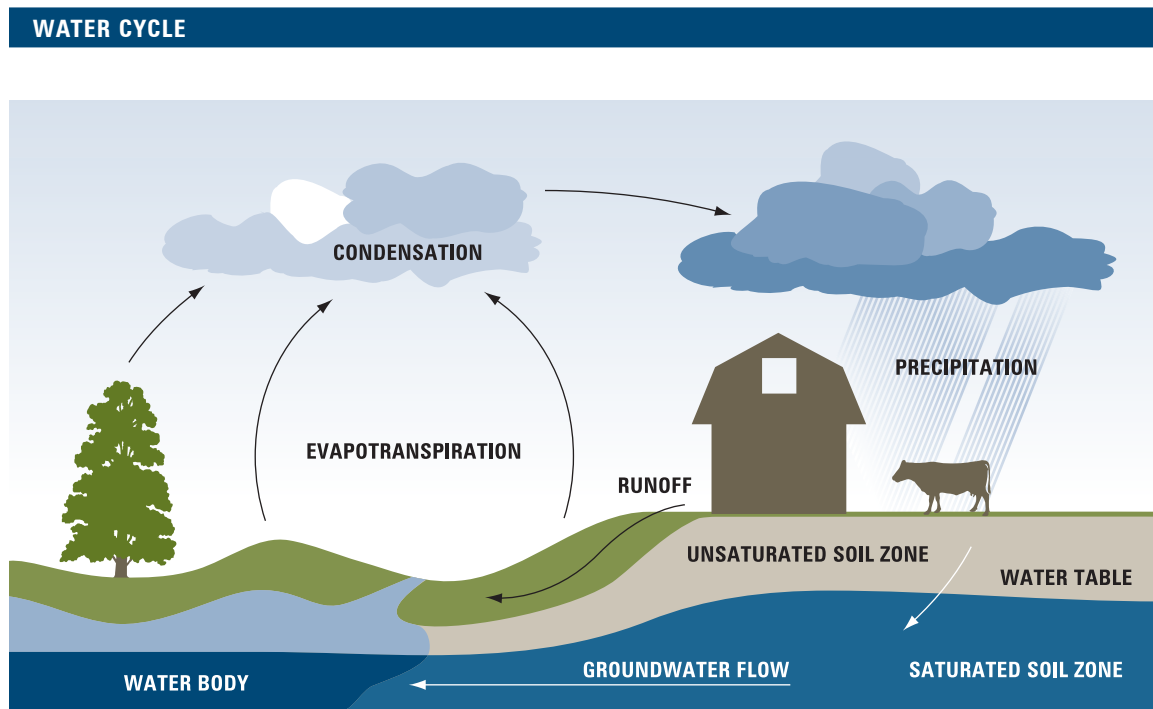 WATER CYCLE
CONDENSATION
PRECIPITATION
EVAPOTRANSPIRATION
RUNOFF
UNSATURATED SOIL ZONE
WATER TABLE
GROUNDWATER FLOW
SATURATED SOIL ZONE
WATER BODY